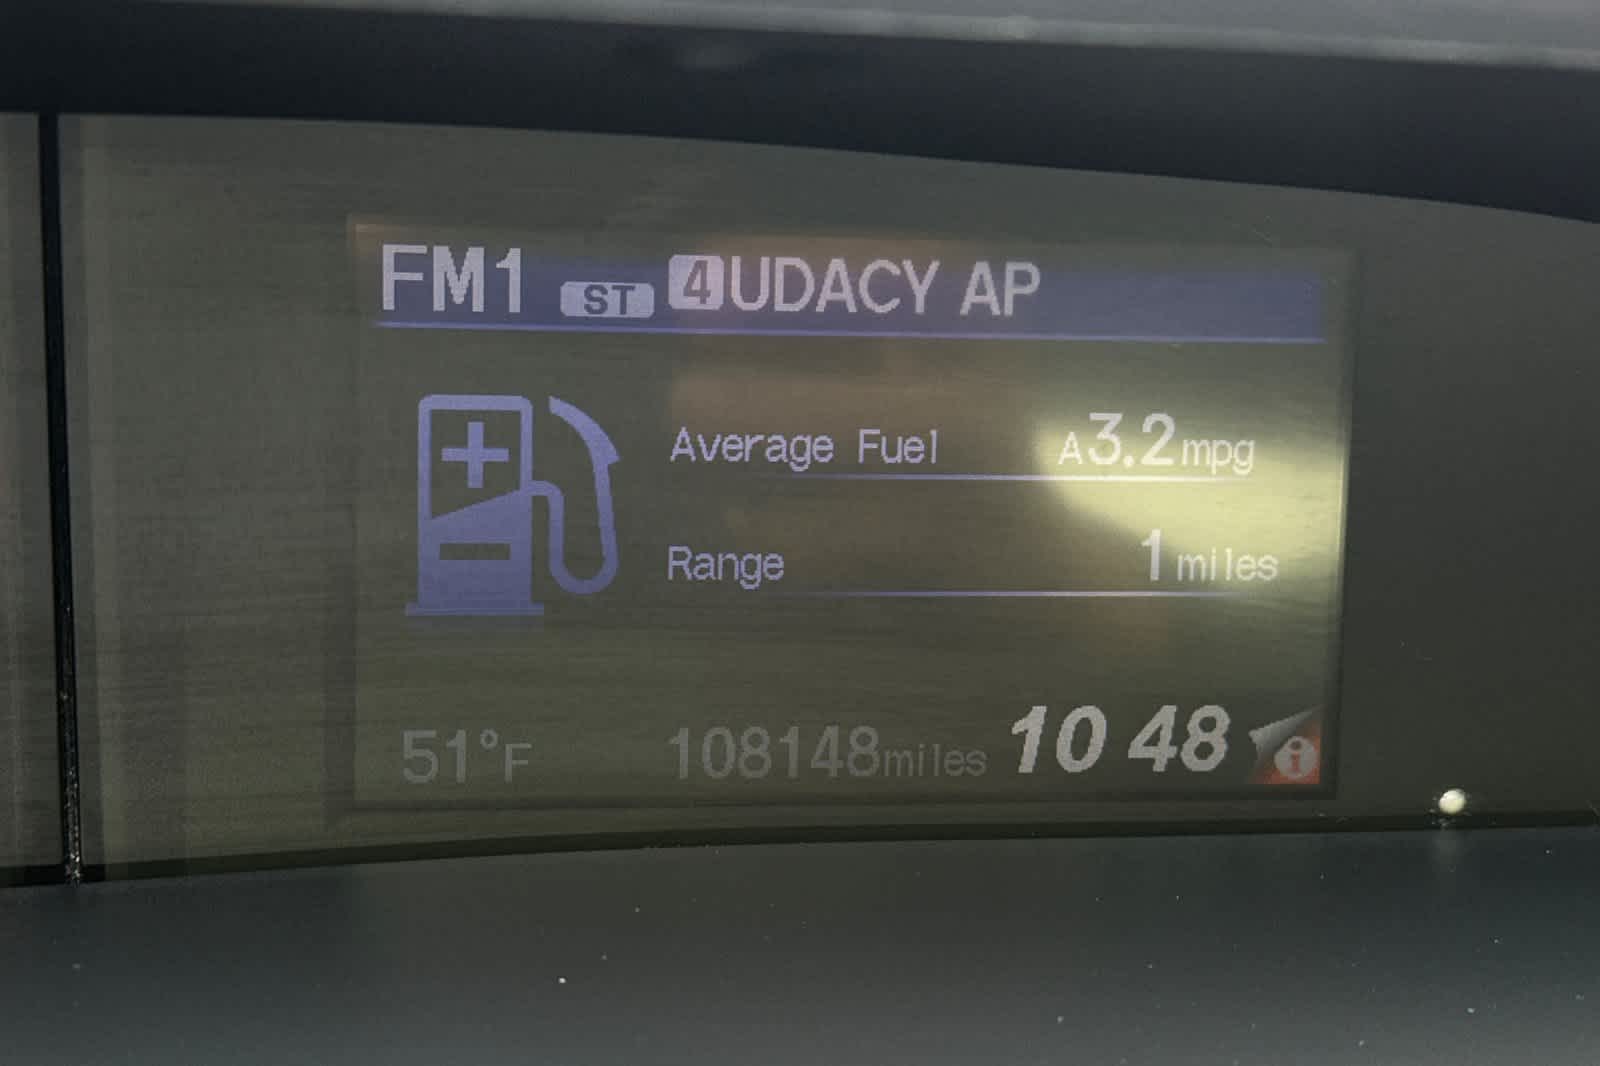 FM1 ST 4UDACY AP
Average Fuel A3.2mpg
Range 1miles
51°F 108148miles 10 48 i